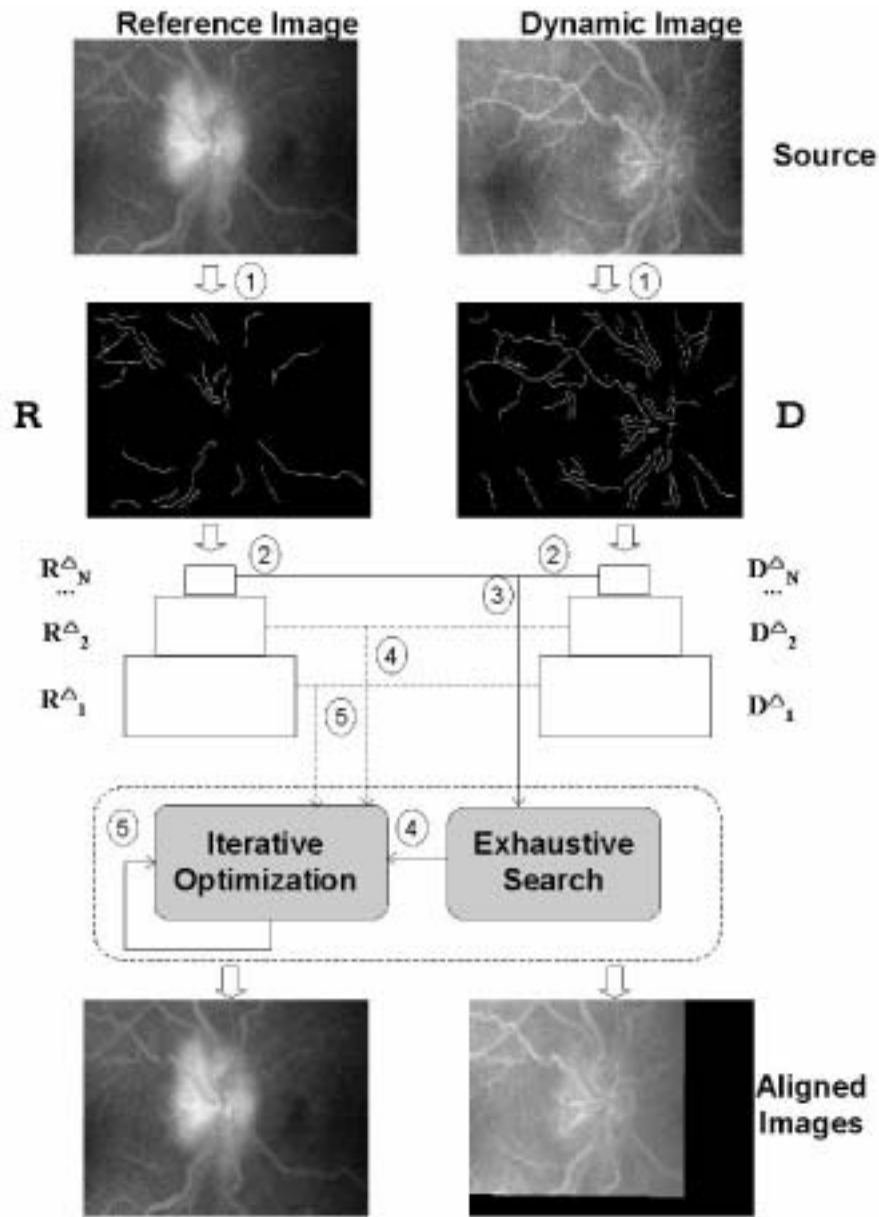 Reference Image Dynamic Image
Source
1 1
R D
2 2
R△N D△N
... ...
3
R△2 D△2
4
R△1 D△1
5
5 4
Iterative Optimization
Exhaustive Search
Aligned
Images